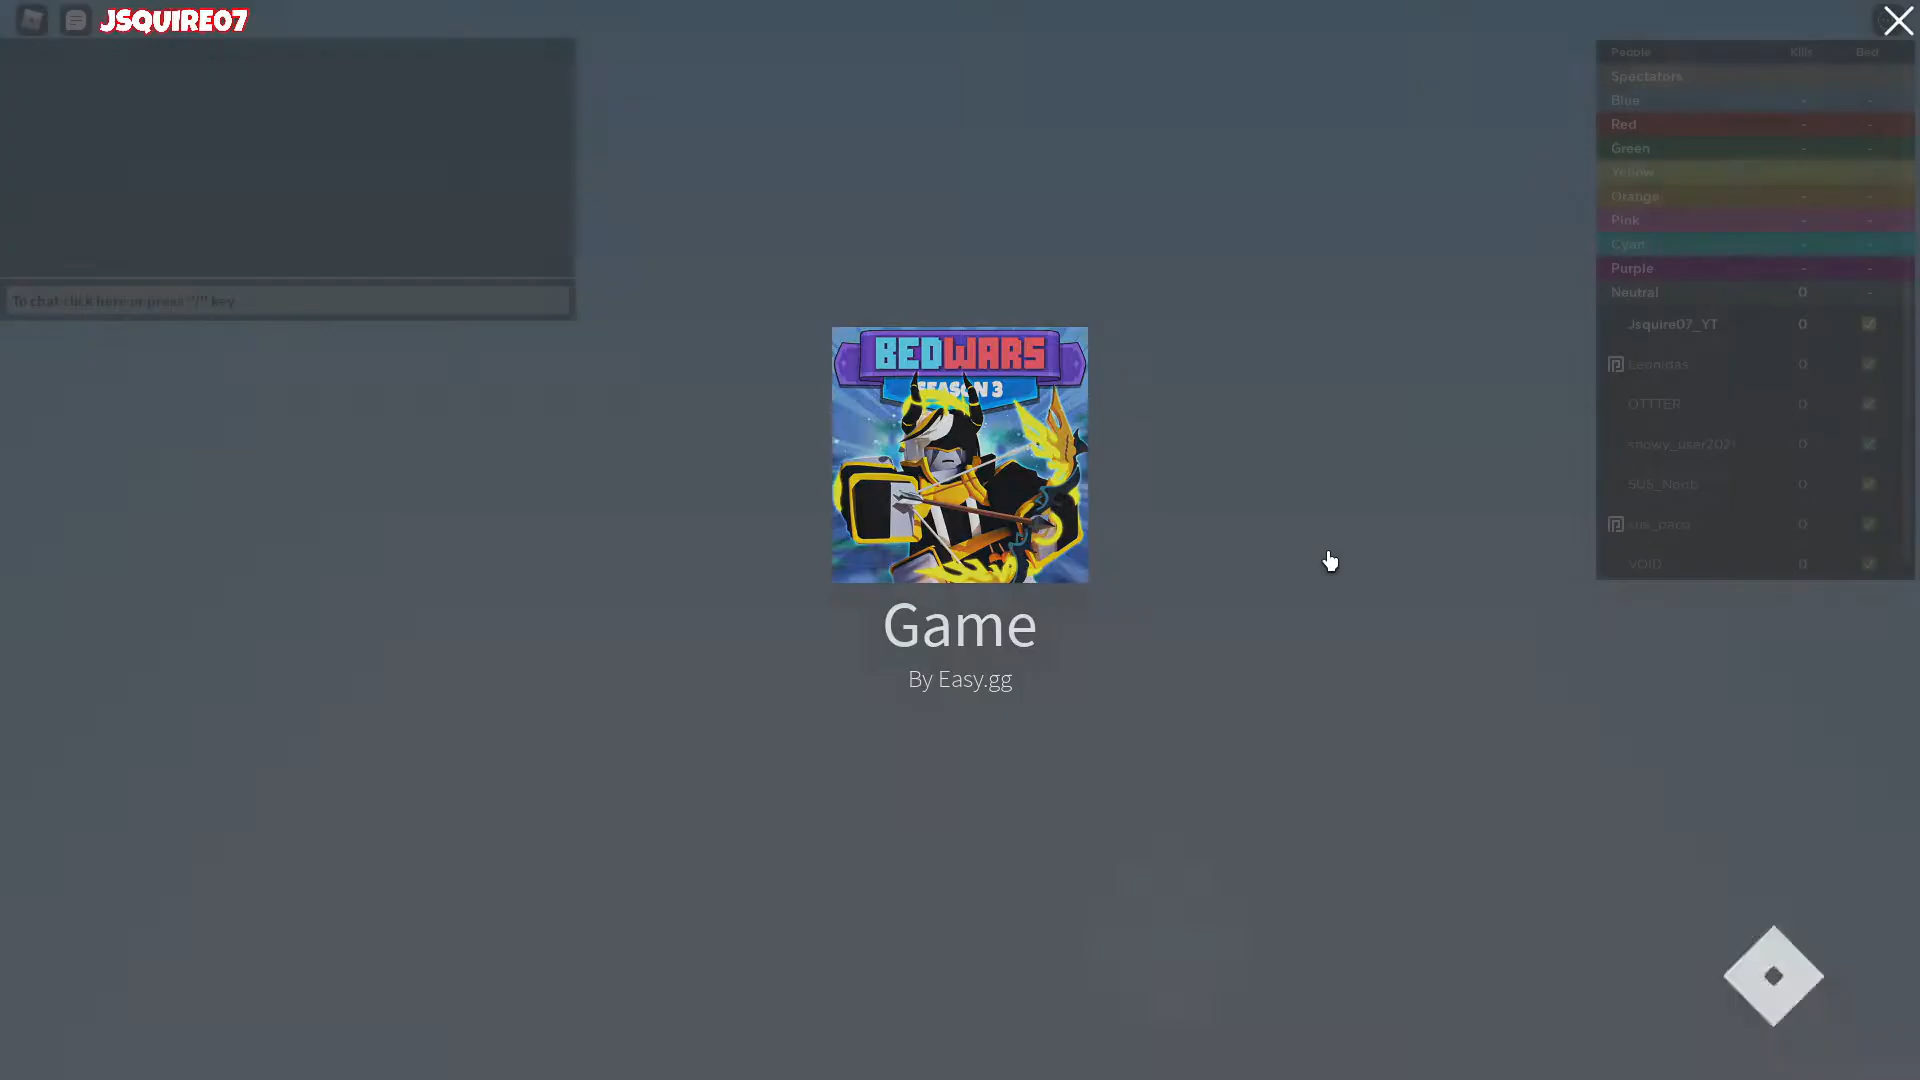 JSQUIRE07
To chat click here or press "/" key
People Kills Bed
Spectators
Blue - -
Red - -
Green - -
Yellow - -
Orange - -
Pink - -
Cyan - -
Purple - -
Neutral 0 -
Jsquire07_YT 0
Leonidas 0
OTTTER 0
snowy_user2021 0
SUS_Noob 0
0
VOID 0
BEDWARS
SEASON 3
Game
By Easy.gg